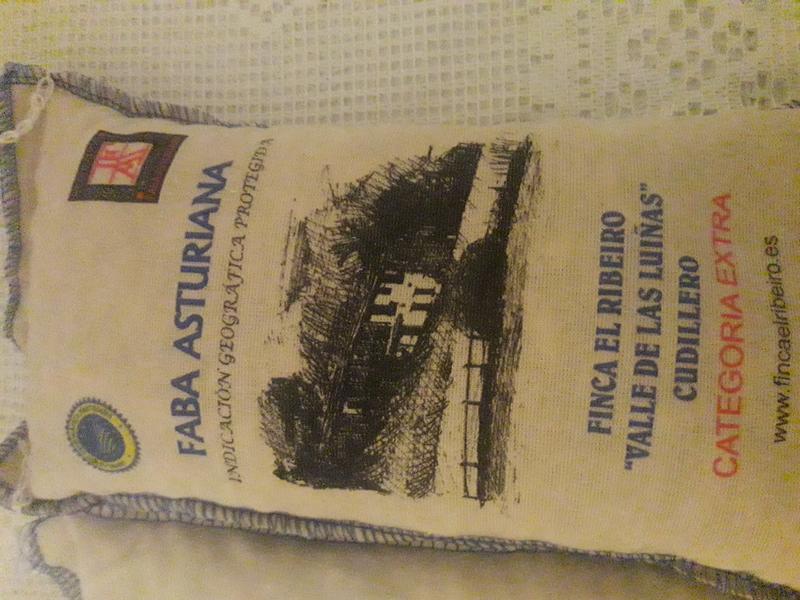 FABA ASTURIANA
INDICACIÓN GEOGRÁFICA PROTEGIDA
FINCA EL RIBEIRO
"VALLE DE LAS LUIÑAS"
CUDILLERO
CATEGORIA EXTRA
www.fincaelribeiro.es